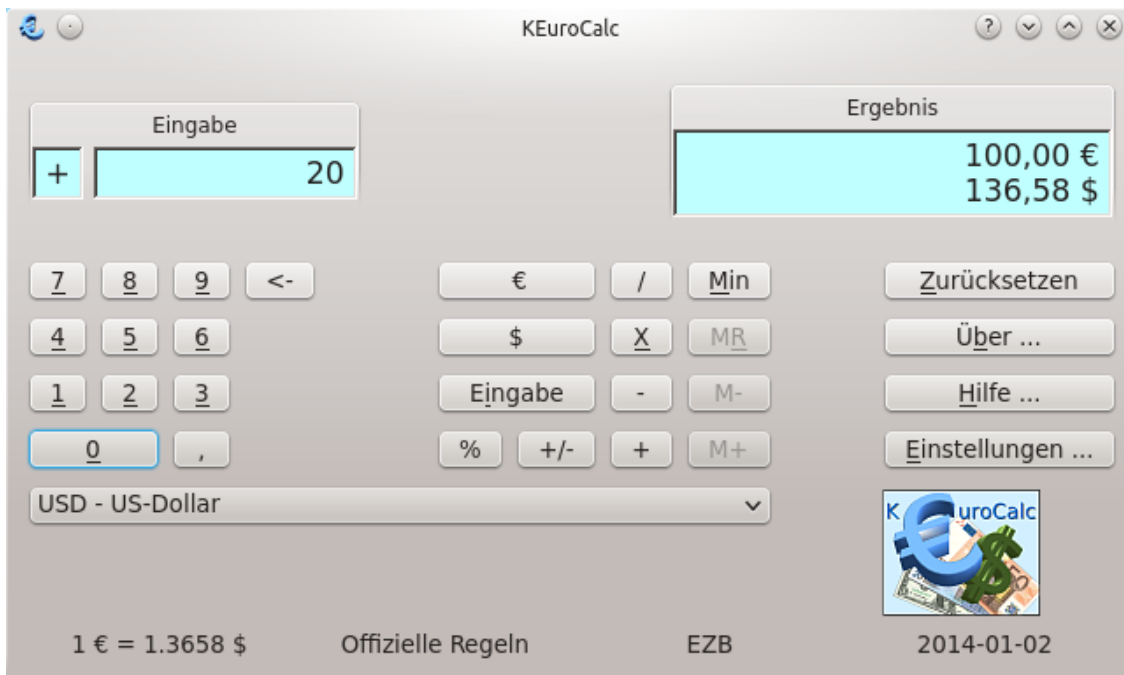 KEuroCalc
Eingabe
Ergebnis
+ 20
100,00 €
136,58 $
7 8 9 <- € / Min Zurücksetzen
4 5 6 $ X MR Über ...
1 2 3 Eingabe - M- Hilfe ...
0 , % +/- + M+ Einstellungen ...
USD - US-Dollar
K€uroCalc
1 € = 1.3658 $ Offizielle Regeln EZB 2014-01-02